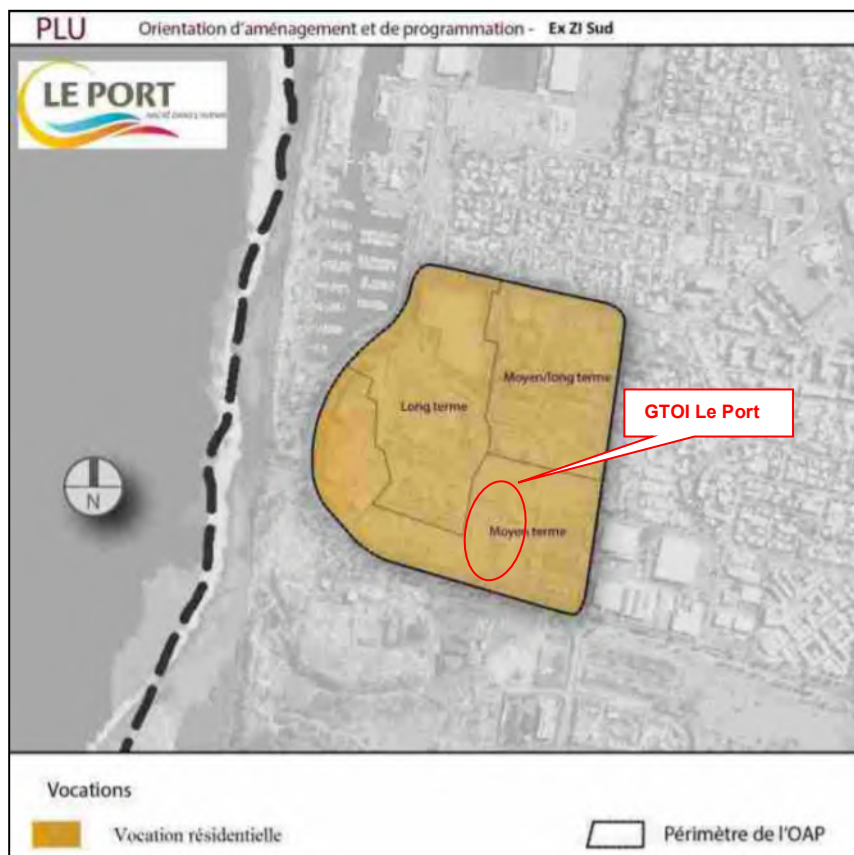 PLU Orientation d'aménagement et de programmation - Ex ZI Sud
LE PORT
Moyen/long terme
Long terme
GTOI Le Port
N
Moyen terme
Vocations
Vocation résidentielle
Périmètre de l'OAP